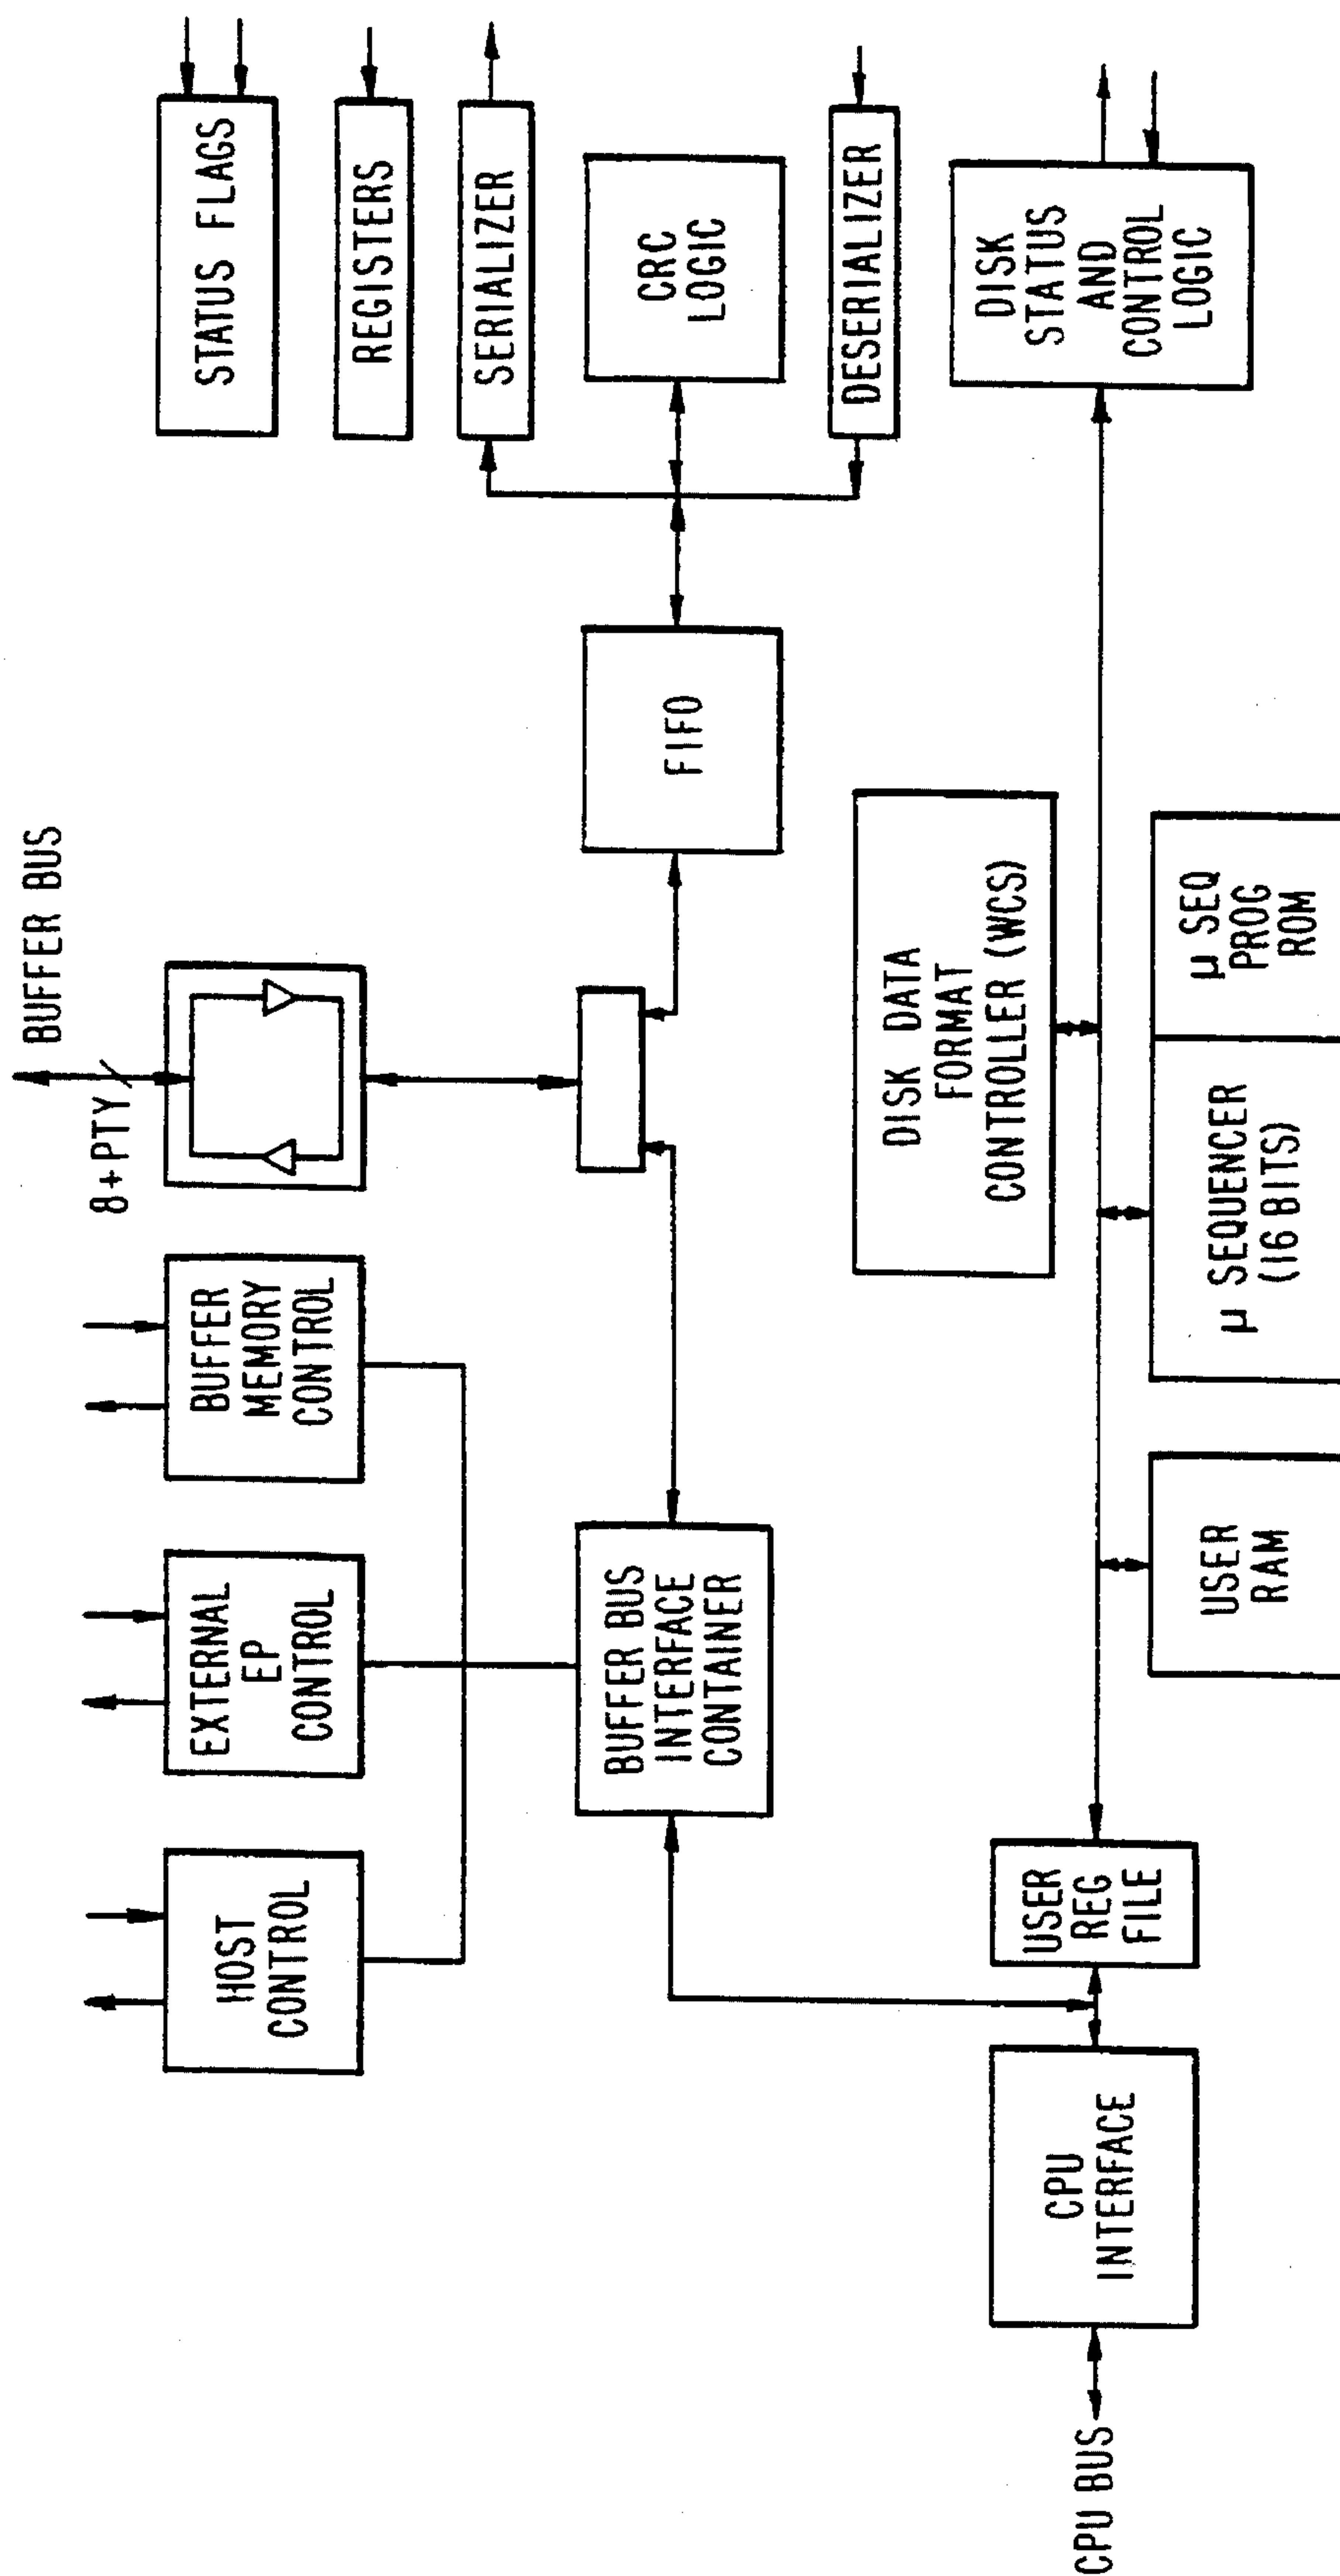 BUFFER BUS
8+PTY
HOST
CONTROL
EXTERNAL
EP
CONTROL
BUFFER
MEMORY
CONTROL
STATUS FLAGS
REGISTERS
SERIALIZER
BUFFER BUS
INTERFACE
CONTAINER
FIFO
CRC
LOGIC
DESERIALIZER
DISK DATA
FORMAT
CONTROLLER (WCS)
CPU BUS
CPU
INTERFACE
USER
REG
FILE
DISK
STATUS
AND
CONTROL
LOGIC
USER
RAM
µ SEQUENCER
(16 BITS)
µ SEQ
PROG
ROM